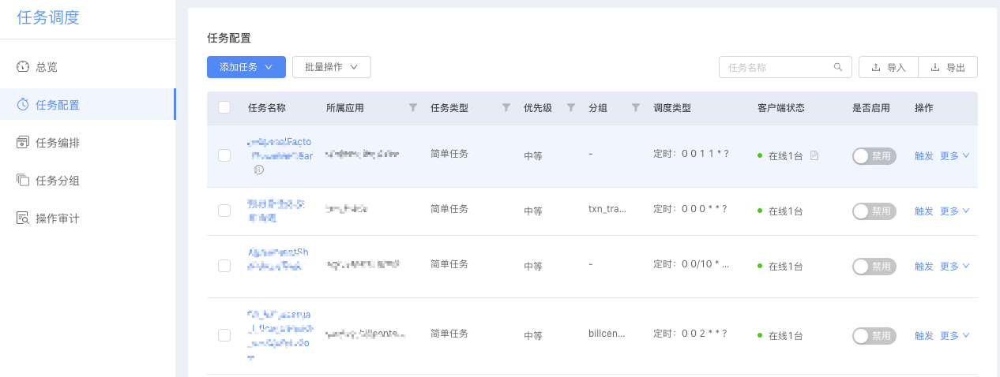 任务调度
总览
任务配置
任务编排
任务分组
操作审计
任务配置
添加任务
批量操作
任务名称
导入
导出
任务名称 所属应用 任务类型 优先级 分组 调度类型 客户端状态 是否启用 操作
简单任务 中等 - 定时：0 0 1 1 * ? 在线1台 禁用 触发 更多
简单任务 中等 txn_tra... 定时：0 0 0 * * ? 在线1台 禁用 触发 更多
简单任务 中等 - 定时：0 0/10 * ... 在线1台 禁用 触发 更多
简单任务 中等 billcen... 定时：0 0 2 * * ? 在线1台 禁用 触发 更多